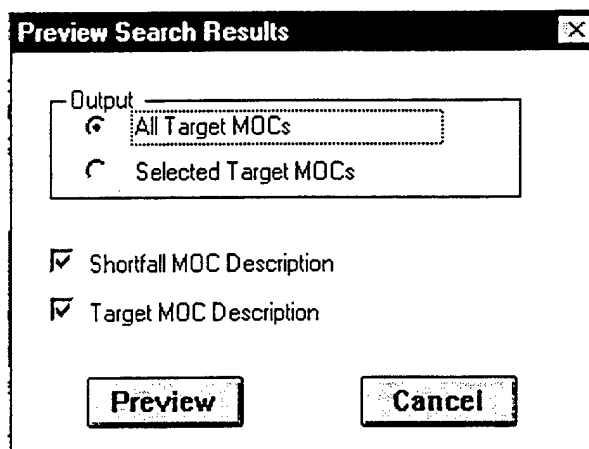 Preview Search Results
Output
All Target MOCs
Selected Target MOCs
Shortfall MOC Description
Target MOC Description
Preview Cancel